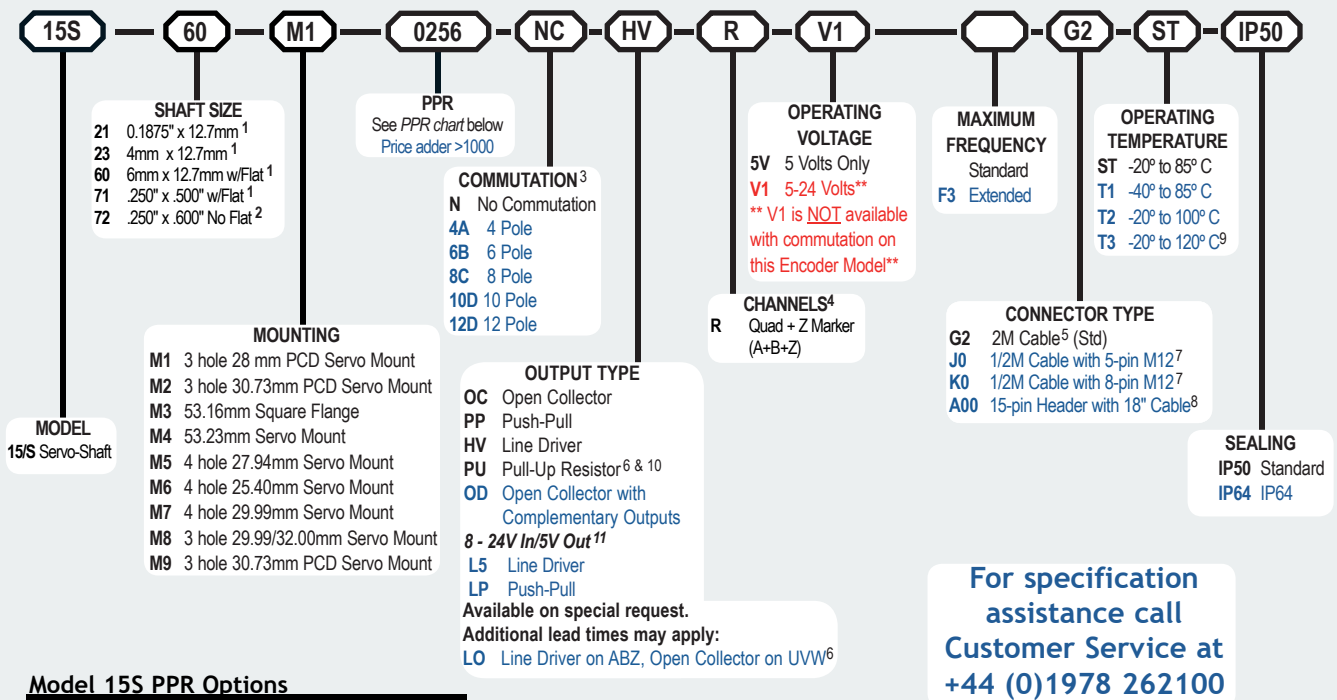 15S 60 M1 0256 NC HV R V1 G2 ST IP50
MODEL
15/S Servo-Shaft
SHAFT SIZE
21 0.1875" x 12.7mm 1
23 4mm x 12.7mm 1
60 6mm x 12.7mm w/Flat 1
71 .250" x .500" w/Flat 1
72 .250" x .600" No Flat 2
MOUNTING
M1 3 hole 28 mm PCD Servo Mount
M2 3 hole 30.73mm PCD Servo Mount
M3 53.16mm Square Flange
M4 53.23mm Servo Mount
M5 4 hole 27.94mm Servo Mount
M6 4 hole 25.40mm Servo Mount
M7 4 hole 29.99mm Servo Mount
M8 3 hole 29.99/32.00mm Servo Mount
M9 3 hole 30.73mm PCD Servo Mount
PPR
See PPR chart below
Price adder >1000
COMMUTATION3
N No Commutation
4A 4 Pole
6B 6 Pole
8C 8 Pole
10D 10 Pole
12D 12 Pole
OUTPUT TYPE
OC Open Collector
PP Push-Pull
HV Line Driver
PU Pull-Up Resistor 6 & 10
OD Open Collector with
Complementary Outputs
8 - 24V In/5V Out 11
L5 Line Driver
LP Push-Pull
Available on special request.
Additional lead times may apply:
LO Line Driver on ABZ, Open Collector on UVW6
CHANNELS4
R Quad + Z Marker
(A+B+Z)
OPERATING
VOLTAGE
5V 5 Volts Only
V1 5-24 Volts**
** V1 is NOT available
with commutation on
this Encoder Model**
MAXIMUM
FREQUENCY
Standard
F3 Extended
CONNECTOR TYPE
G2 2M Cable5 (Std)
J0 1/2M Cable with 5-pin M127
K0 1/2M Cable with 8-pin M127
A00 15-pin Header with 18" Cable8
OPERATING
TEMPERATURE
ST -20º to 85º C
T1 -40º to 85º C
T2 -20º to 100º C
T3 -20º to 120º C9
SEALING
IP50 Standard
IP64 IP64
For specification
assistance call
Customer Service at
+44 (0)1978 262100
Model 15S PPR Options